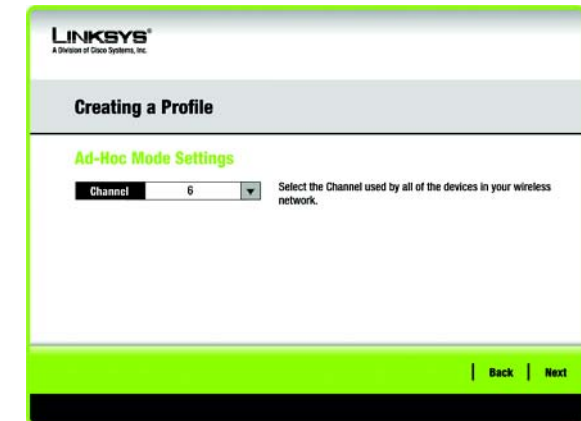 LINKSYS®
A Division of Cisco Systems, Inc.
Creating a Profile
Ad-Hoc Mode Settings
Channel 6 Select the Channel used by all of the devices in your wireless
network.
Back Next